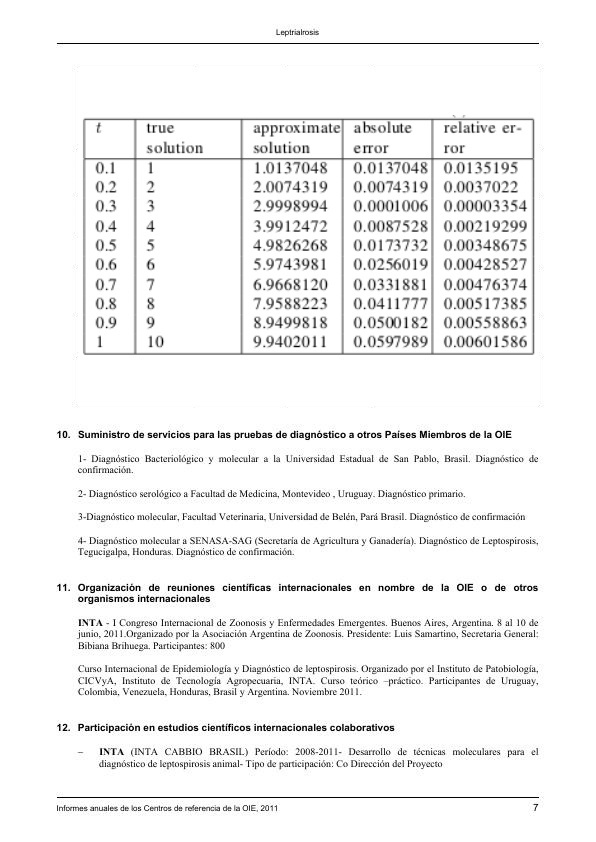 Leptrialrosis
t true approximate absolute relative er-
solution solution error ror
0.1 1 1.0137048 0.0137048 0.0135195
0.2 2 2.0074319 0.0074319 0.0037022
0.3 3 2.9998994 0.0001006 0.00003354
0.4 4 3.9912472 0.0087528 0.00219299
0.5 5 4.9826268 0.0173732 0.00348675
0.6 6 5.9743981 0.0256019 0.00428527
0.7 7 6.9668120 0.0331881 0.00476374
0.8 8 7.9588223 0.0411777 0.00517385
0.9 9 8.9499818 0.0500182 0.00558863
1 10 9.9402011 0.0597989 0.00601586
10. Suministro de servicios para las pruebas de diagnóstico a otros Países Miembros de la OIE
1- Diagnóstico Bacteriológico y molecular a la Universidad Estadual de San Pablo, Brasil. Diagnóstico de
confirmación.
2- Diagnóstico serológico a Facultad de Medicina, Montevideo , Uruguay. Diagnóstico primario.
3-Diagnóstico molecular, Facultad Veterinaria, Universidad de Belén, Pará Brasil. Diagnóstico de confirmación
4- Diagnóstico molecular a SENASA-SAG (Secretaría de Agricultura y Ganadería). Diagnóstico de Leptospirosis,
Tegucigalpa, Honduras. Diagnóstico de confirmación.
11. Organización de reuniones científicas internacionales en nombre de la OIE o de otros
organismos internacionales
INTA - I Congreso Internacional de Zoonosis y Enfermedades Emergentes. Buenos Aires, Argentina. 8 al 10 de
junio, 2011.Organizado por la Asociación Argentina de Zoonosis. Presidente: Luis Samartino, Secretaria General:
Bibiana Brihuega. Participantes: 800
Curso Internacional de Epidemiología y Diagnóstico de leptospirosis. Organizado por el Instituto de Patobiología,
CICVyA, Instituto de Tecnología Agropecuaria, INTA. Curso teórico –práctico. Participantes de Uruguay,
Colombia, Venezuela, Honduras, Brasil y Argentina. Noviembre 2011.
12. Participación en estudios científicos internacionales colaborativos
– INTA (INTA CABBIO BRASIL) Período: 2008-2011- Desarrollo de técnicas moleculares para el
diagnóstico de leptospirosis animal- Tipo de participación: Co Dirección del Proyecto
Informes anuales de los Centros de referencia de la OIE, 2011 7